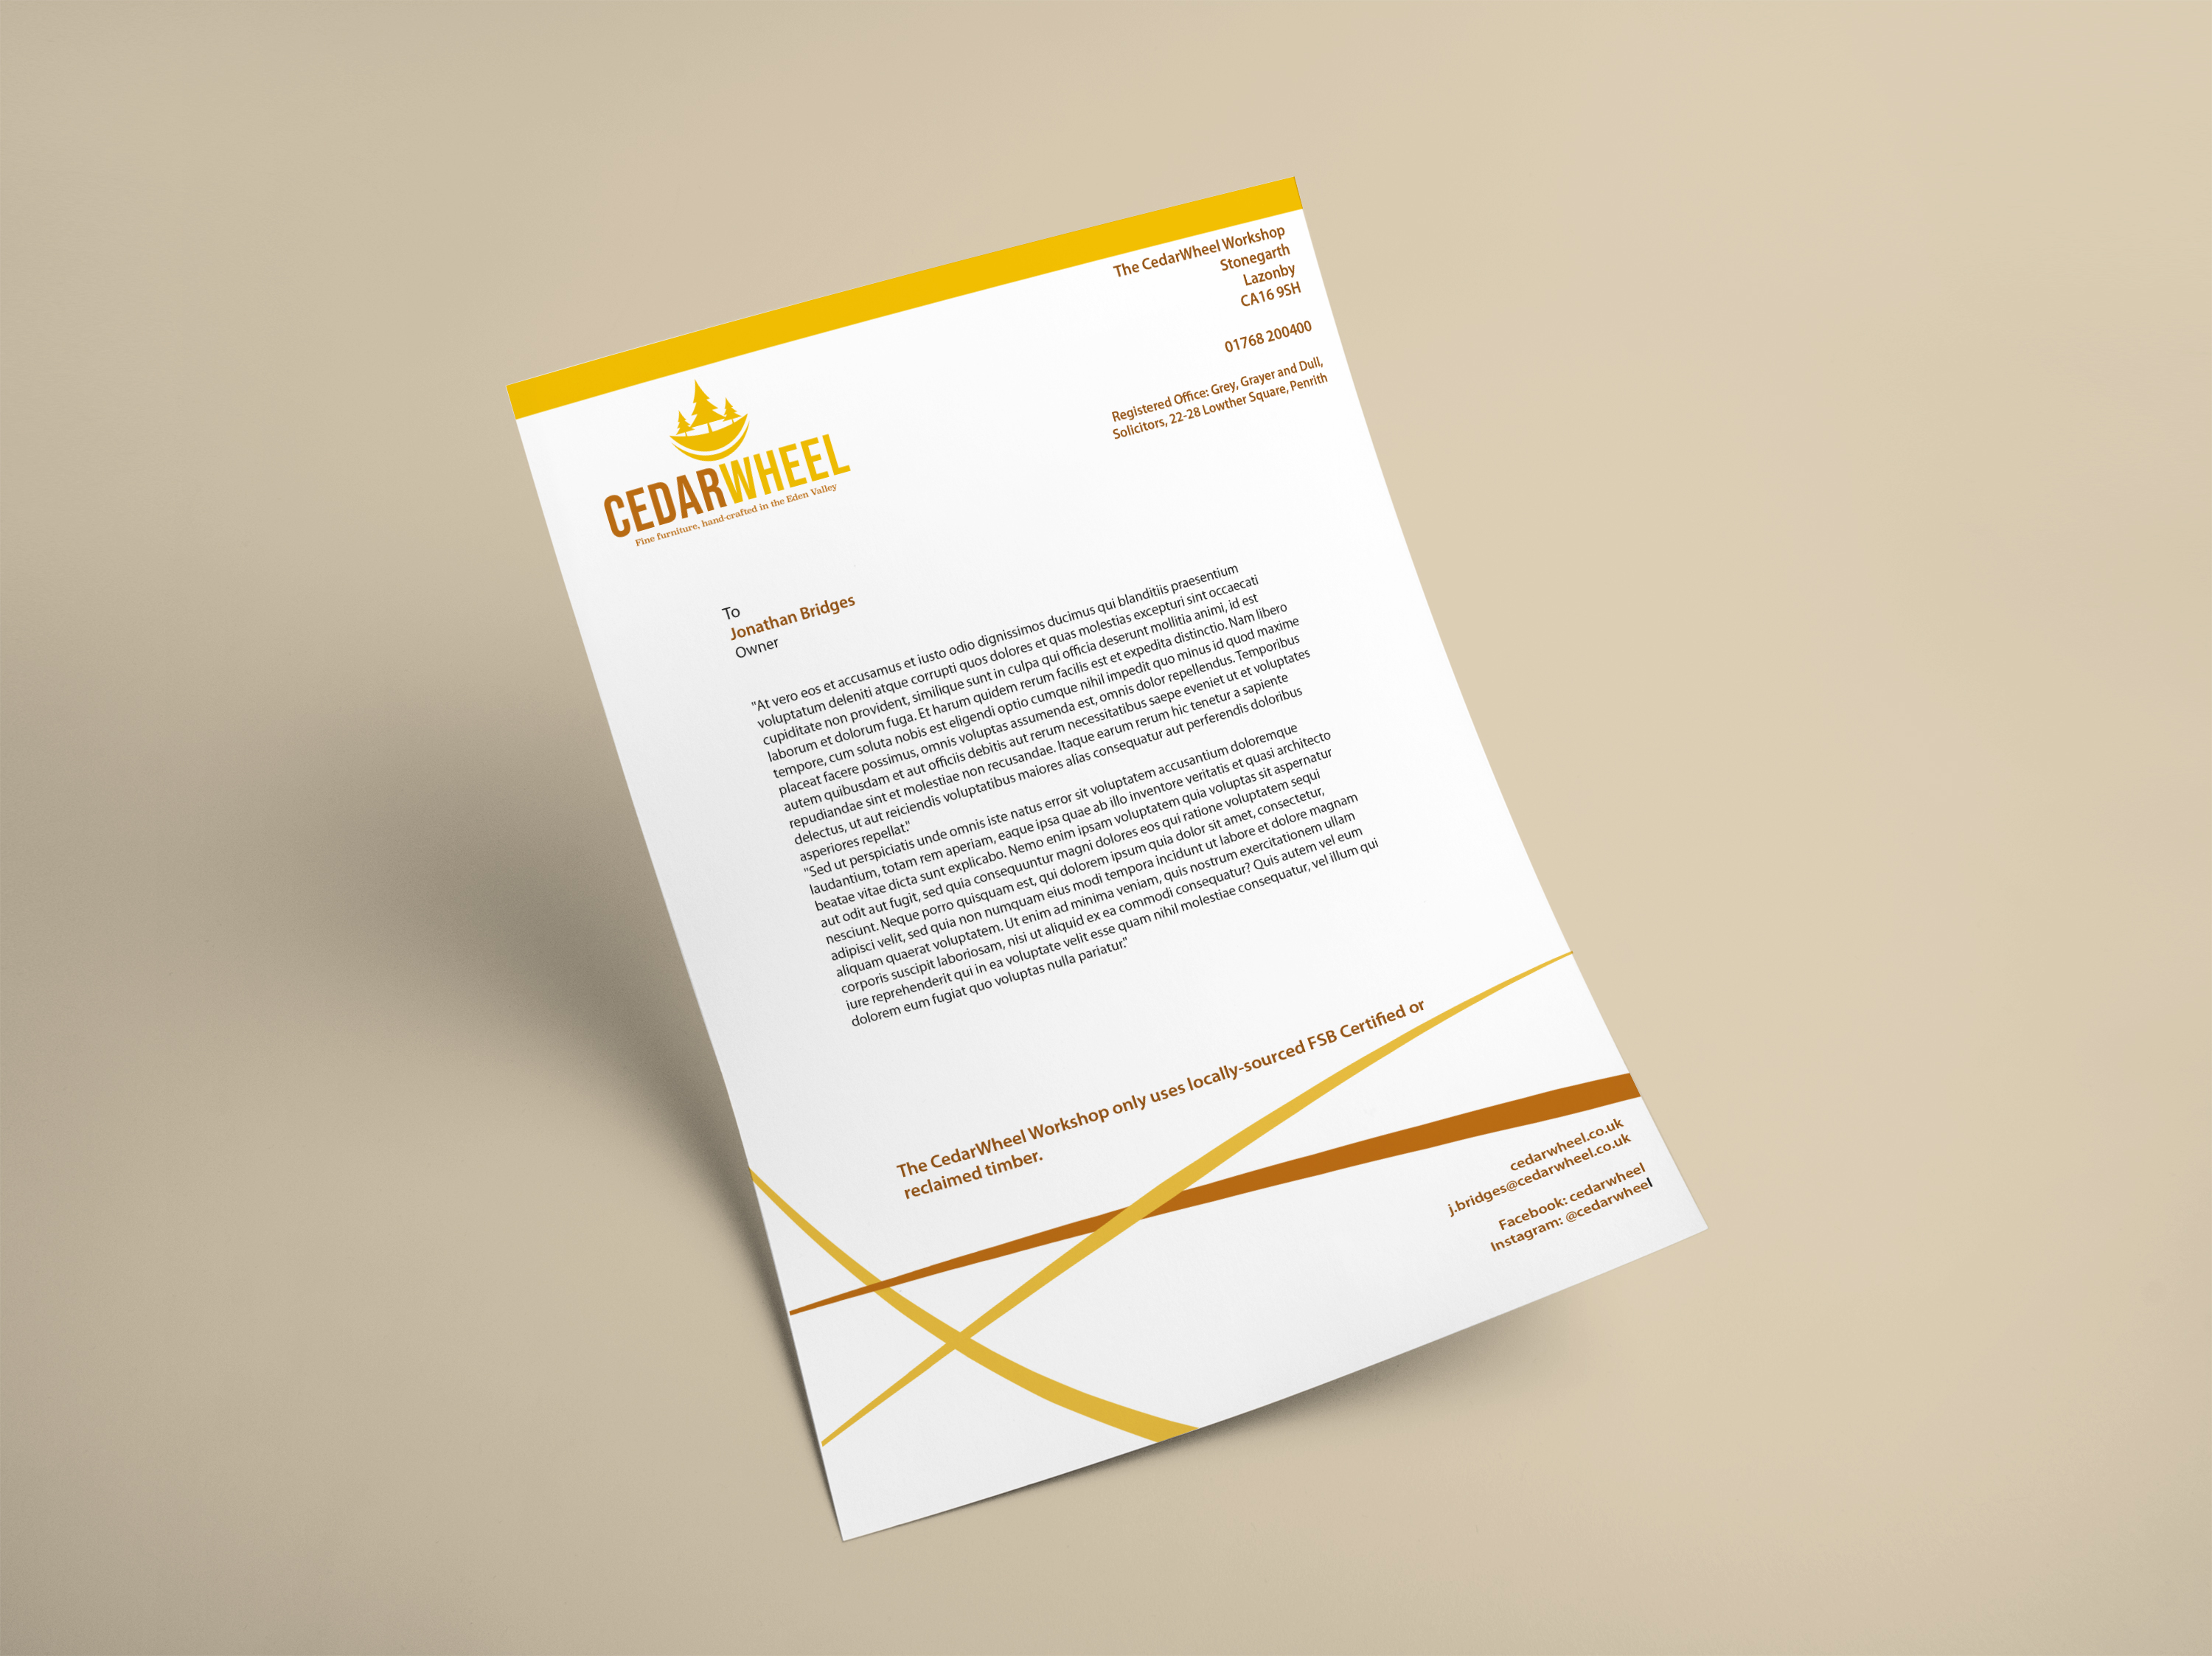 The CedarWheel Workshop
Stonegarth
Lazonby
CA16 9SH
01768 200400
Registered Office: Grey, Grayer and Dull,
Solicitors, 22-28 Lowther Square, Penrith
CEDARWHEEL
Fine furniture, hand-crafted in the Eden Valley
To
Jonathan Bridges
Owner
"At vero eos et accusamus et iusto odio dignissimos ducimus qui blanditiis praesentium
voluptatum deleniti atque corrupti quos dolores et quas molestias excepturi sint occaecati
cupiditate non provident, similique sunt in culpa qui officia deserunt mollitia animi, id est
laborum et dolorum fuga. Et harum quidem rerum facilis est et expedita distinctio. Nam libero
tempore, cum soluta nobis est eligendi optio cumque nihil impedit quo minus id quod maxime
placeat facere possimus, omnis voluptas assumenda est, omnis dolor repellendus. Temporibus
autem quibusdam et aut officiis debitis aut rerum necessitatibus saepe eveniet ut et voluptates
repudiandae sint et molestiae non recusandae. Itaque earum rerum hic tenetur a sapiente
delectus, ut aut reiciendis voluptatibus maiores alias consequatur aut perferendis doloribus
asperiores repellat."
"Sed ut perspiciatis unde omnis iste natus error sit voluptatem accusantium doloremque
laudantium, totam rem aperiam, eaque ipsa quae ab illo inventore veritatis et quasi architecto
beatae vitae dicta sunt explicabo. Nemo enim ipsam voluptatem quia voluptas sit aspernatur
aut odit aut fugit, sed quia consequuntur magni dolores eos qui ratione voluptatem sequi
nesciunt. Neque porro quisquam est, qui dolorem ipsum quia dolor sit amet, consectetur,
adipisci velit, sed quia non numquam eius modi tempora incidunt ut labore et dolore magnam
aliquam quaerat voluptatem. Ut enim ad minima veniam, quis nostrum exercitationem ullam
corporis suscipit laboriosam, nisi ut aliquid ex ea commodi consequatur? Quis autem vel eum
iure reprehenderit qui in ea voluptate velit esse quam nihil molestiae consequatur, vel illum qui
dolorem eum fugiat quo voluptas nulla pariatur."
The CedarWheel Workshop only uses locally-sourced FSB Certified or
reclaimed timber.
cedarwheel.co.uk
j.bridges@cedarwheel.co.uk
Facebook: cedarwheel
Instagram: @cedarwheel